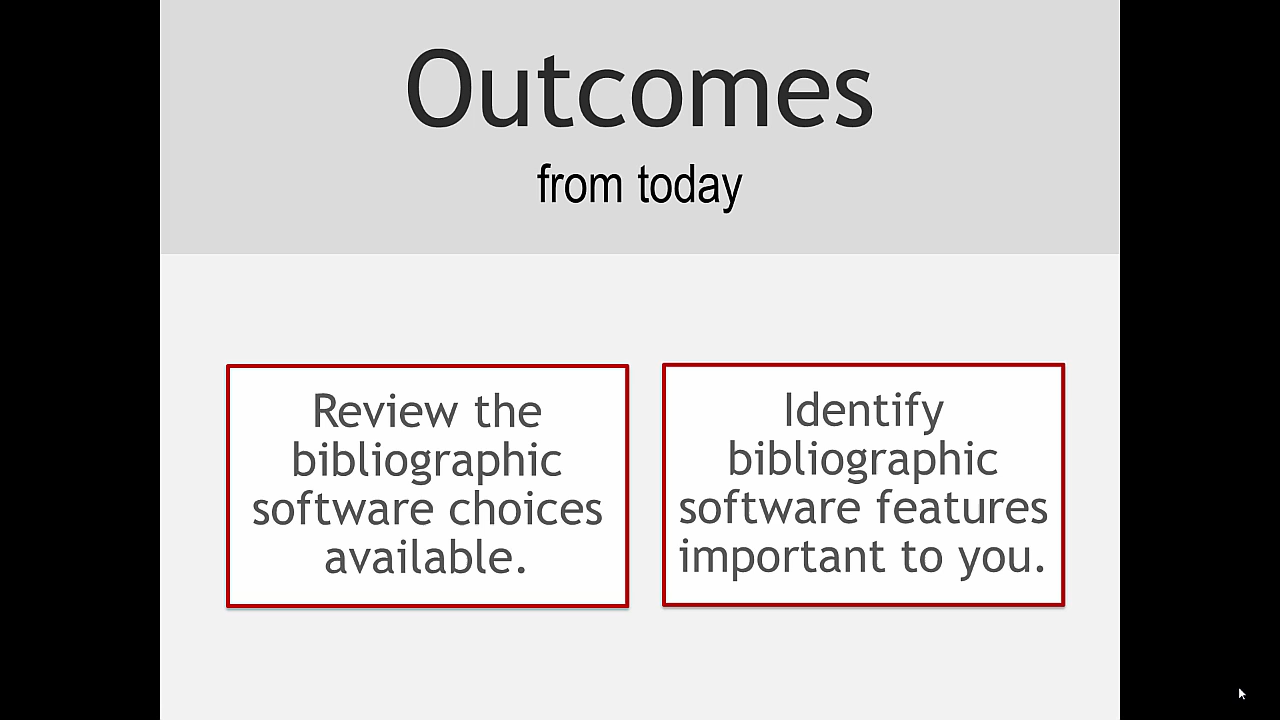 Outcomes
from today
Review the
bibliographic
software choices
available.
Identify
bibliographic
software features
important to you.